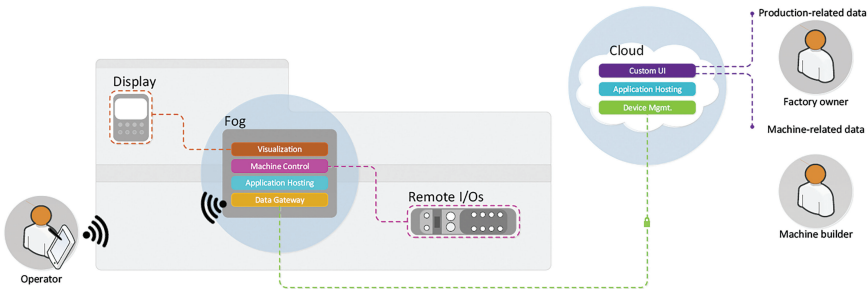 Production-related data
Cloud
Custom UI
Application Hosting
Device Mgmt.
Factory owner
Machine-related data
Display
Fog
Visualization
Machine Control
Application Hosting
Data Gateway
Remote I/Os
Operator
Machine builder